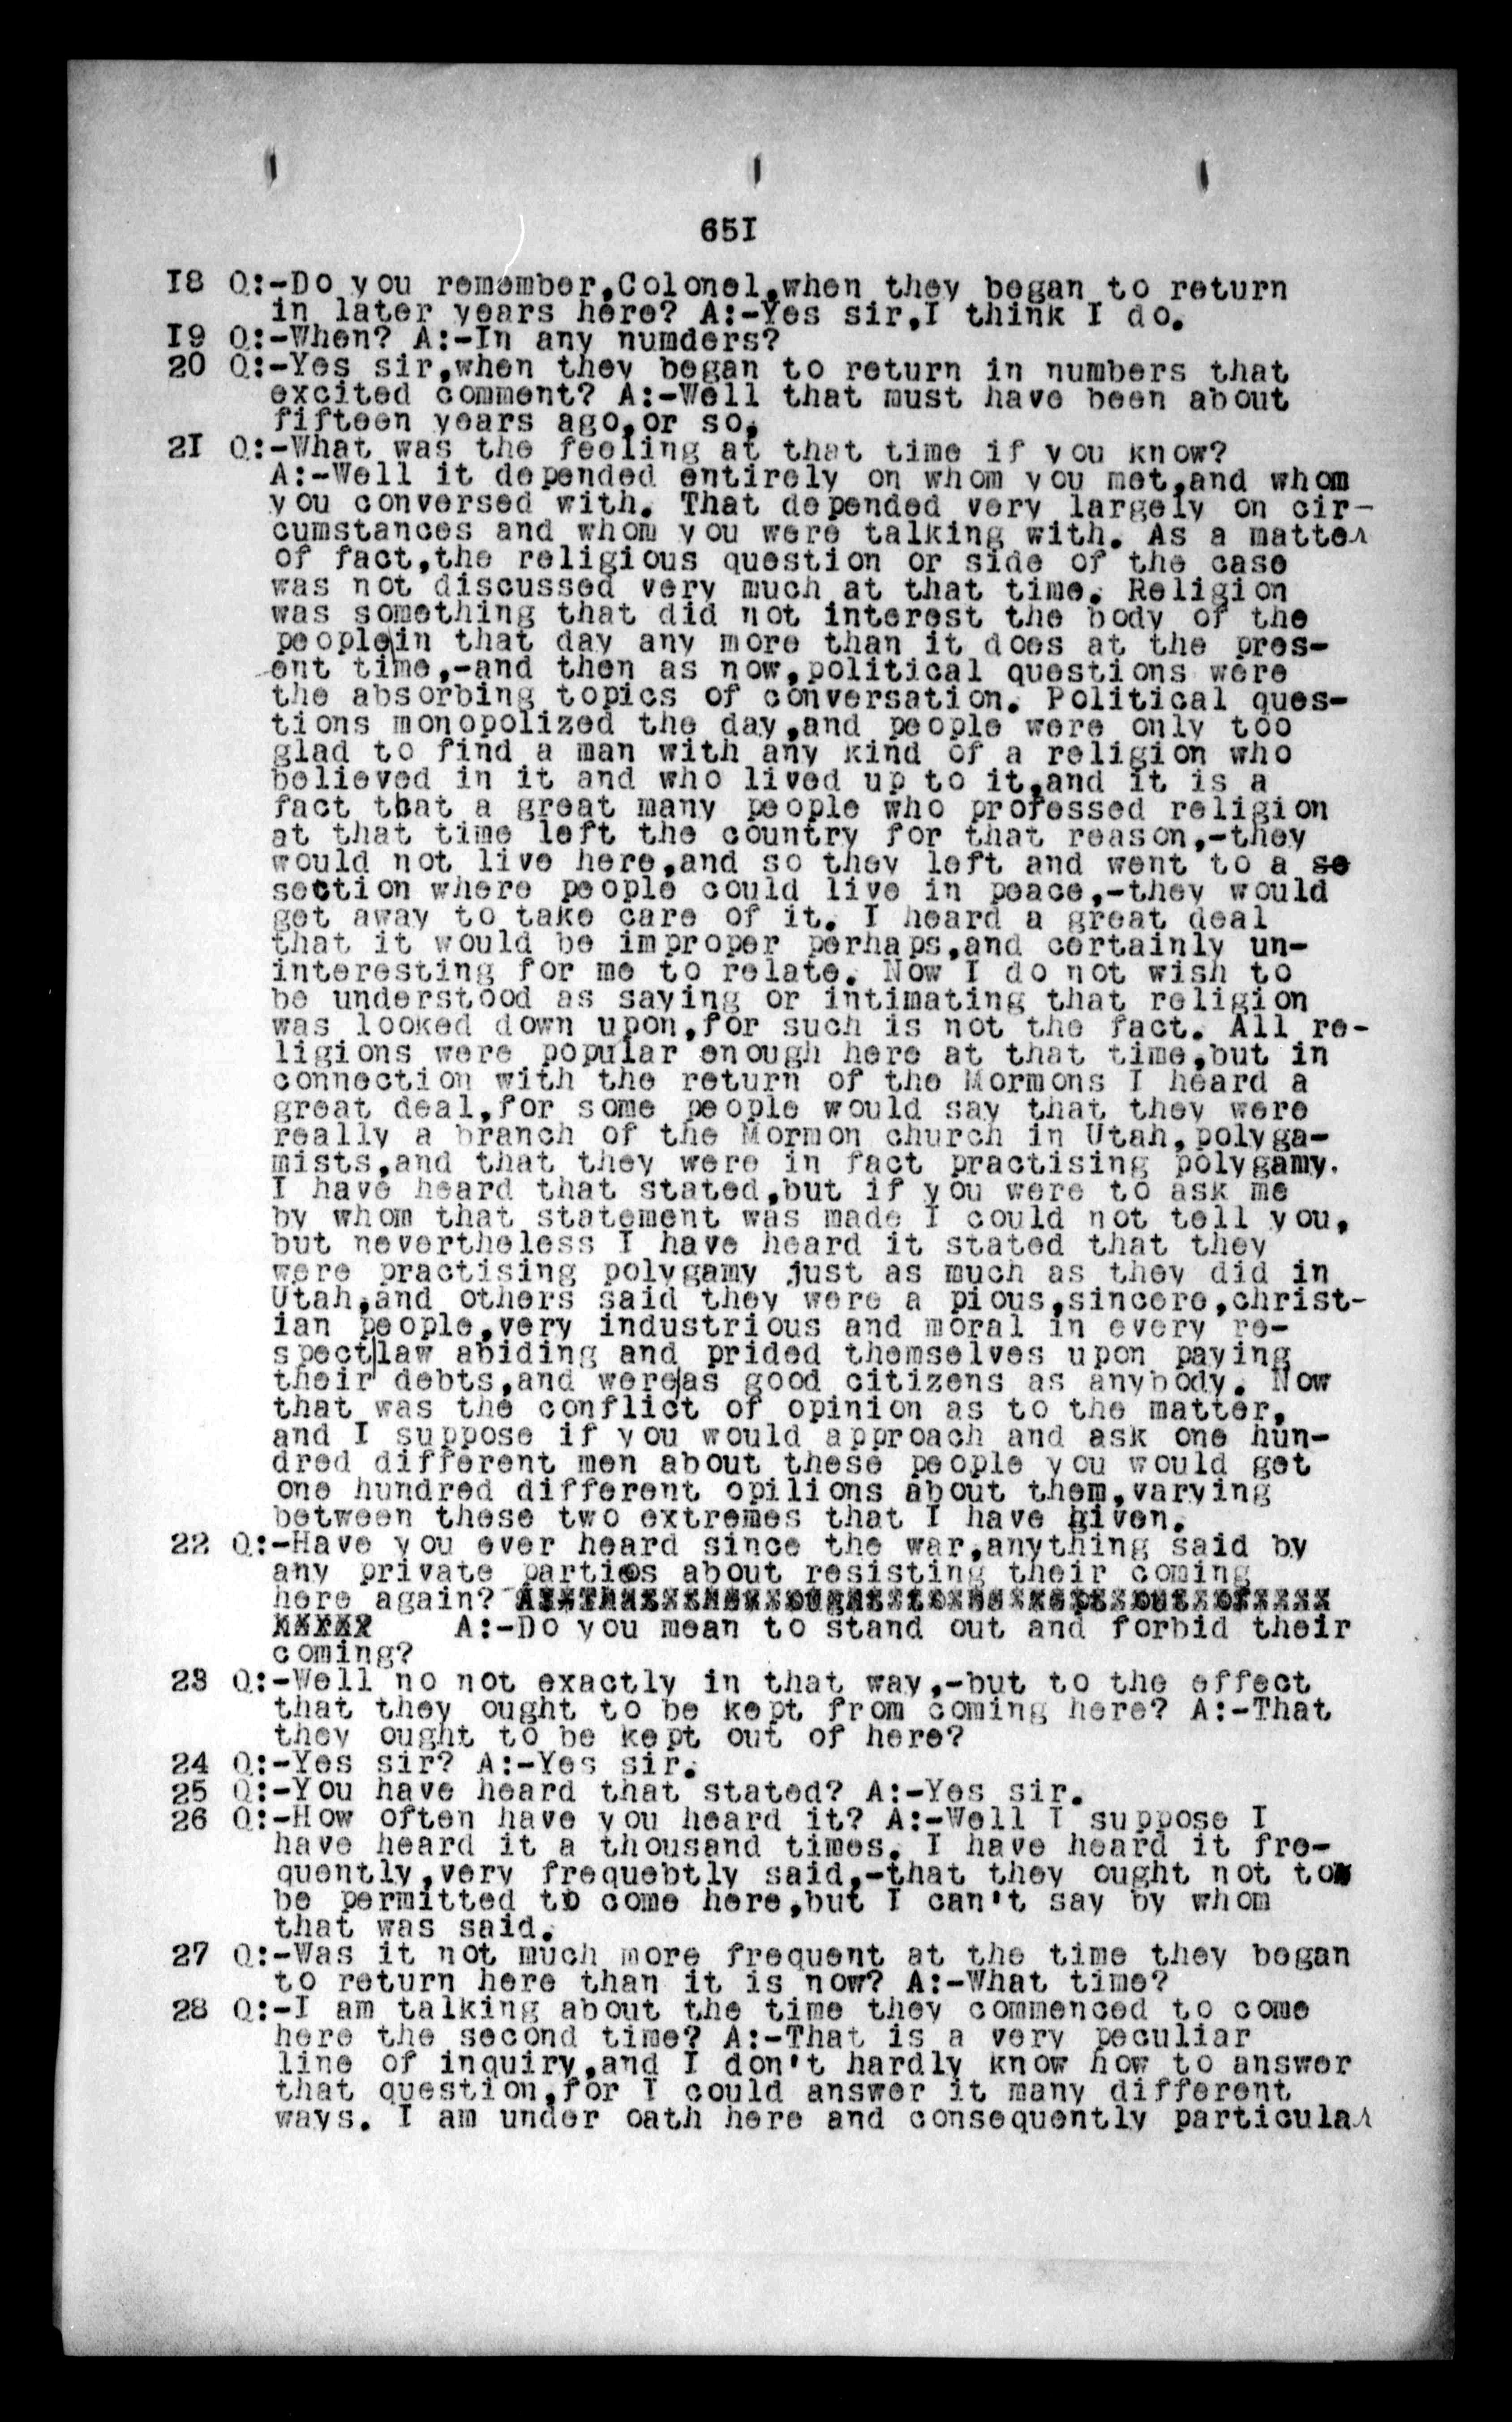 651
18 Q:-Do you remember,Colonel,when they began to return
in later years here? A:-Yes sir,I think I do.
19 Q:-When? A:-In any numders?
20 Q:-Yes sir,when they began to return in numbers that
excited comment? A:-Well that must have been about
fifteen years ago,or so,
21 Q:-What was the feeling at that time if you know?
A:-Well it depended entirely on whom you met,and whom
you conversed with. That depended very largely on cir-
cumstances and whom you were talking with. As a matter
of fact,the religious question or side of the case
was not discussed very much at that time. Religion
was something that did not interest the body of the
people in that day any more than it does at the pres-
ent time,-and then as now,political questions were
the absorbing topics of conversation. Political ques-
tions monopolized the day,and people were only too
glad to find a man with any kind of a religion who
believed in it and who lived up to it,and it is a
fact that a great many people who professed religion
at that time left the country for that reason,-they
would not live here,and so they left and went to a se
section where people could live in peace,-they would
get away to take care of it. I heard a great deal
that it would be improper perhaps,and certainly un-
interesting for me to relate. Now I do not wish to
be understood as saying or intimating that religion
was looked down upon,for such is not the fact. All re-
ligions were popular enough here at that time,but in
connection with the return of the Mormons I heard a
great deal,for some people would say that they were
really a branch of the Mormon church in Utah,polyga-
mists,and that they were in fact practising polygamy.
I have heard that stated,but if you were to ask me
by whom that statement was made I could not tell you,
but nevertheless I have heard it stated that they
were practising polygamy just as much as they did in
Utah,and others said they were a pious,sincere,christ-
ian people,very industrious and moral in every re-
spect|law abiding and prided themselves upon paying
their debts,and were|as good citizens as anybody. Now
that was the conflict of opinion as to the matter,
and I suppose if you would approach and ask one hun-
dred different men about these people you would get
one hundred different opilions about them,varying
between these two extremes that I have given.
22 Q:-Have you ever heard since the war,anything said by
any private parties about resisting their coming
here again?
A:-Do you mean to stand out and forbid their
coming?
23 Q:-Well no not exactly in that way,-but to the effect
that they ought to be kept from coming here? A:-That
they ought to be kept out of here?
24 Q:-Yes sir? A:-Yes sir.
25 Q:-You have heard that stated? A:-Yes sir.
26 Q:-How often have you heard it? A:-Well I suppose I
have heard it a thousand times. I have heard it fre-
quently,very frequebtly said,-that they ought not to
be permitted to come here,but I can't say by whom
that was said.
27 Q:-Was it not much more frequent at the time they began
to return here than it is now? A:-What time?
28 Q:-I am talking about the time they commenced to come
here the second time? A:-That is a very peculiar
line of inquiry,and I don't hardly know how to answer
that question,for I could answer it many different
ways. I am under oath here and consequently particular